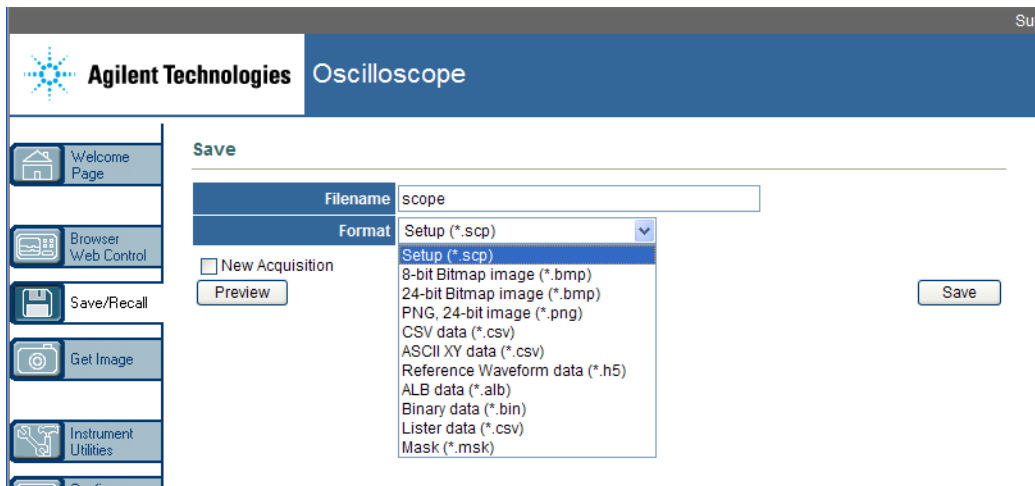 Su
Agilent Technologies
Oscilloscope
Welcome
Page
Browser
Web Control
Save/Recall
Get Image
Instrument
Utilities
Save
Filename scope
Format Setup (*.scp)
Setup (*.scp)
8-bit Bitmap image (*.bmp)
24-bit Bitmap image (*.bmp)
PNG, 24-bit image (*.png)
CSV data (*.csv)
ASCII XY data (*.csv)
Reference Waveform data (*.h5)
ALB data (*.alb)
Binary data (*.bin)
Lister data (*.csv)
Mask (*.msk)
New Acquisition
Preview
Save